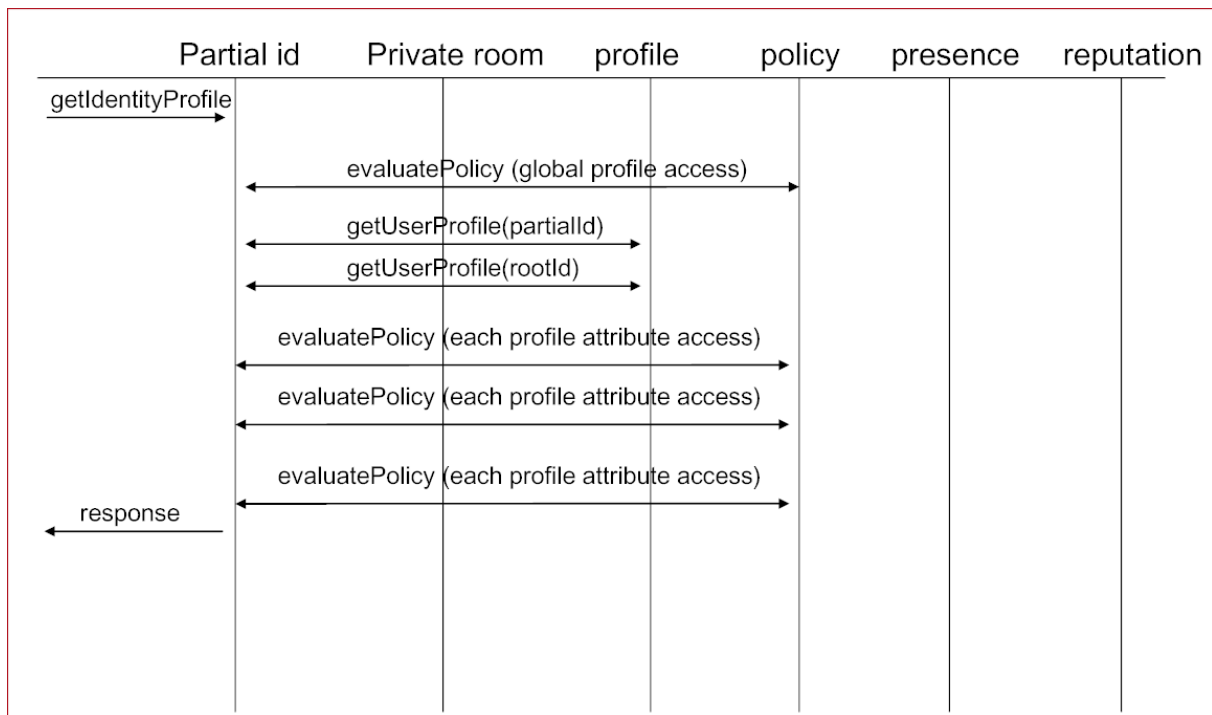 Partial id Private room profile policy presence reputation
getIdentityProfile
evaluatePolicy (global profile access)
getUserProfile(partialId)
getUserProfile(rootId)
evaluatePolicy (each profile attribute access)
evaluatePolicy (each profile attribute access)
evaluatePolicy (each profile attribute access)
response